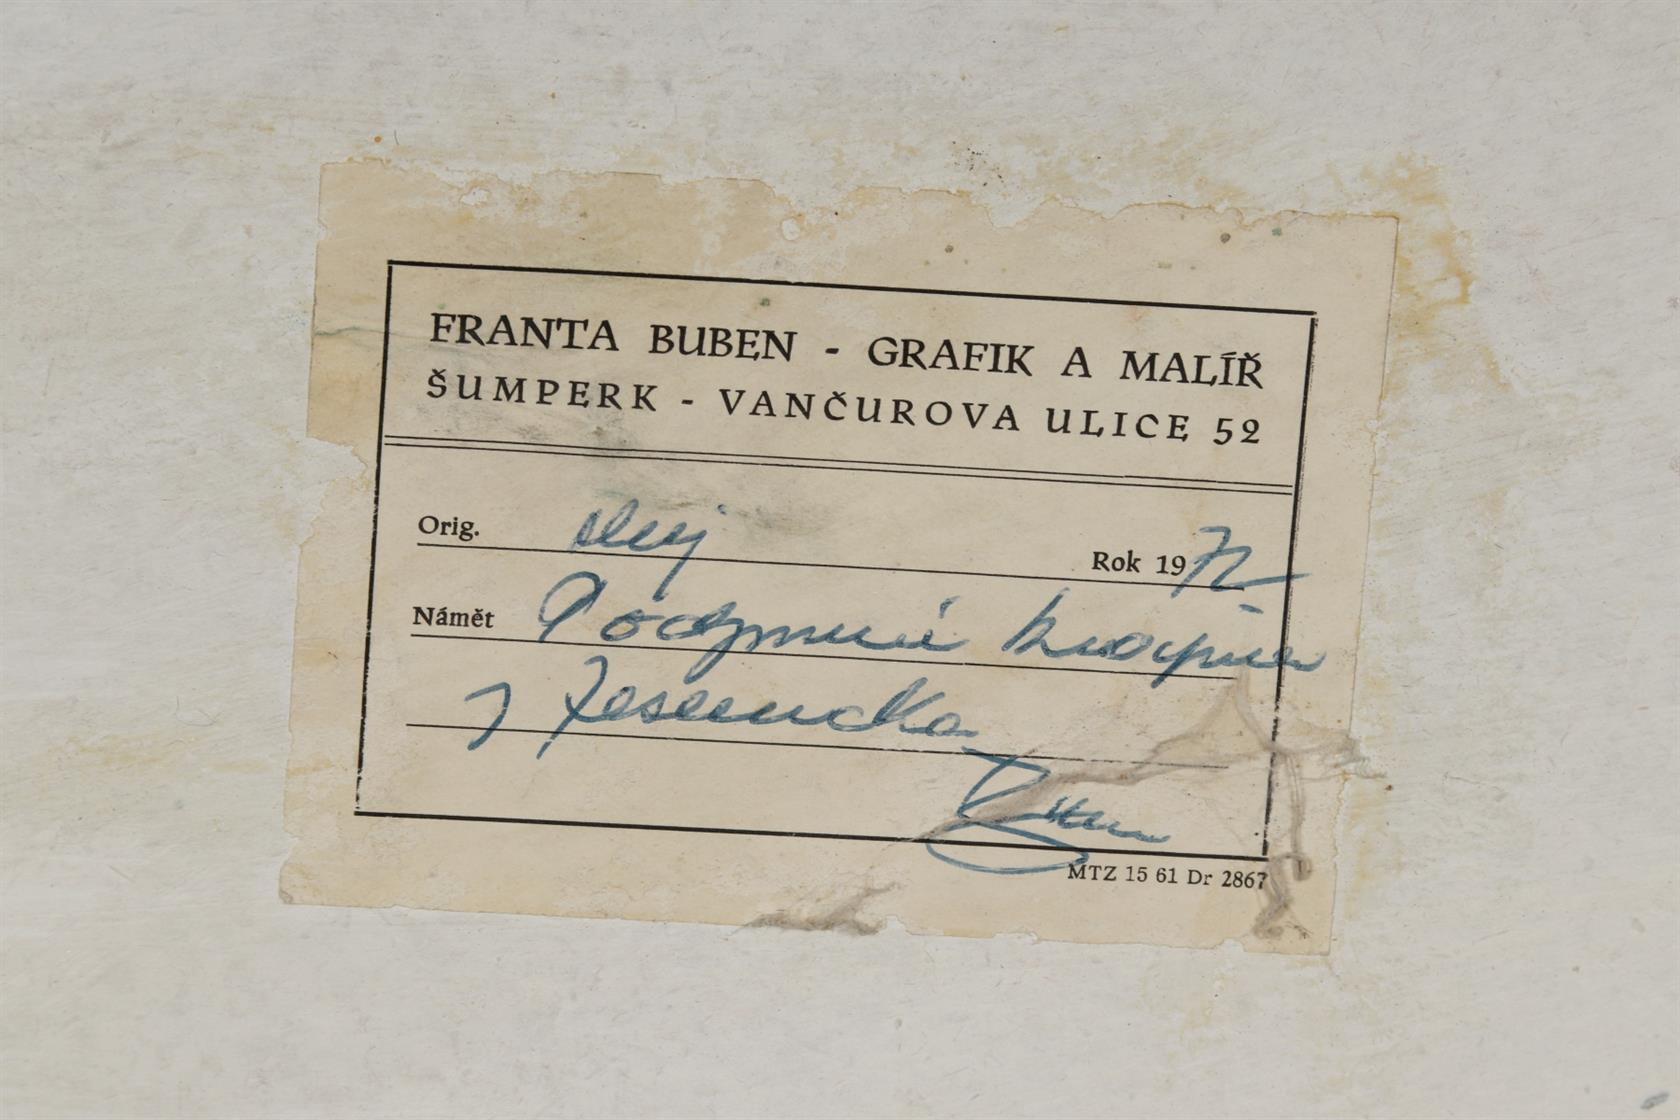 FRANTA BUBEN - GRAFIK A MALÍŘ
ŠUMPERK - VANČUROVA ULICE 52
Orig. olej Rok 1972
Námět Podzimní krajina
z Jesenicka
MTZ 15 61 Dr 2867